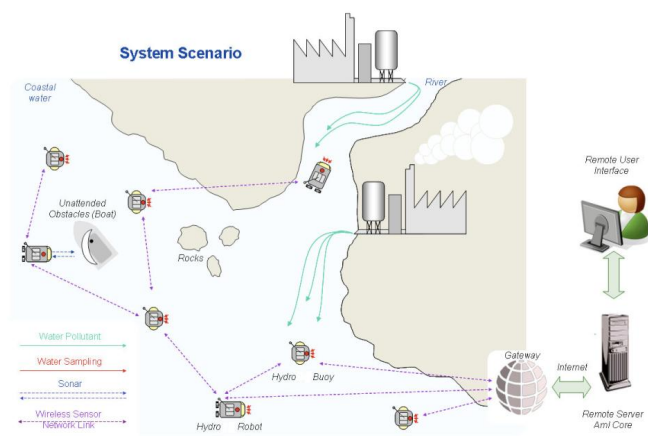 System Scenario
Coastal
water
River
Remote User
Interface
Unattended
Obstacles (Boat)
Rocks
Water Pollutant
Water Sampling
Sonar
Wireless Sensor
Network Link
Hydro Buoy
Hydro Robot
Gateway
Internet
Remote Server
AmI Core